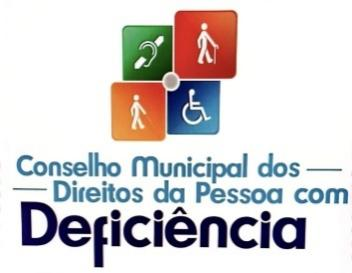 Conselho Municipal dos
Direitos da Pessoa com
Deficiência